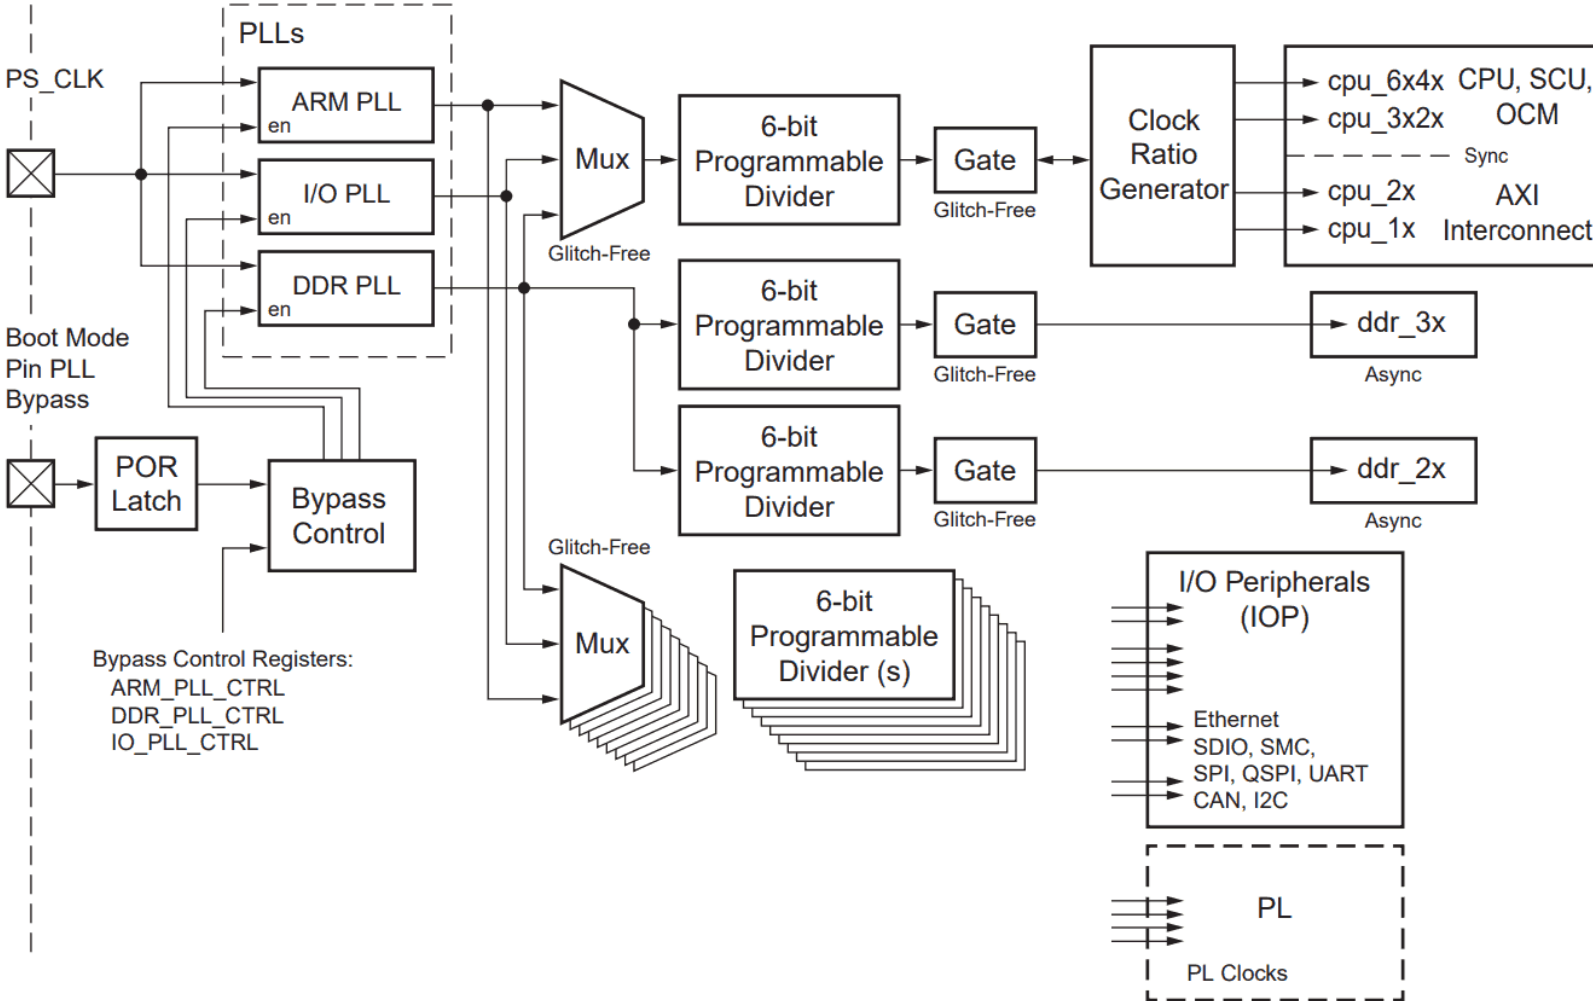 PLLs
PS_CLK
ARM PLL
en
I/O PLL
en
DDR PLL
en
Boot Mode
Pin PLL
Bypass
POR
Latch
Bypass
Control
Bypass Control Registers:
ARM_PLL_CTRL
DDR_PLL_CTRL
IO_PLL_CTRL
Mux
Glitch-Free
6-bit
Programmable
Divider
Gate
Glitch-Free
Clock
Ratio
Generator
cpu_6x4x
cpu_3x2x
CPU, SCU,
OCM
Sync
cpu_2x
cpu_1x
AXI
Interconnect
6-bit
Programmable
Divider
Gate
Glitch-Free
ddr_3x
Async
6-bit
Programmable
Divider
Gate
Glitch-Free
ddr_2x
Async
Glitch-Free
Mux
6-bit
Programmable
Divider (s)
I/O Peripherals
(IOP)
Ethernet
SDIO, SMC,
SPI, QSPI, UART
CAN, I2C
PL
PL Clocks